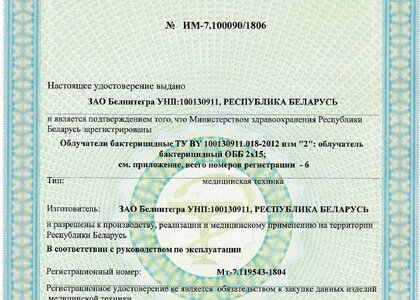 № ИМ-7.100090/1806
Настоящее удостоверение выдано
ЗАО Белинтегра УНП:100130911, РЕСПУБЛИКА БЕЛАРУСЬ
и является подтверждением того, что Министерством здравоохранения Республики
Беларусь зарегистрированы
Облучатели бактерицидные ТУ BY 100130911.018-2012 изм "2": облучатель
бактерицидный ОББ 2х15;
см. приложение, всего номеров регистрации - 6
Тип: медицинская техника
Изготовитель: ЗАО Белинтегра УНП:100130911, РЕСПУБЛИКА БЕЛАРУСЬ
и разрешены к производству, реализации и медицинскому применению на территории
Республики Беларусь
В соответствии с руководством по эксплуатации
Регистрационный номер: Мт-7.119543-1804
Регистрационное удостоверение не является обязательством к закупке данных изделий
медицинской техники